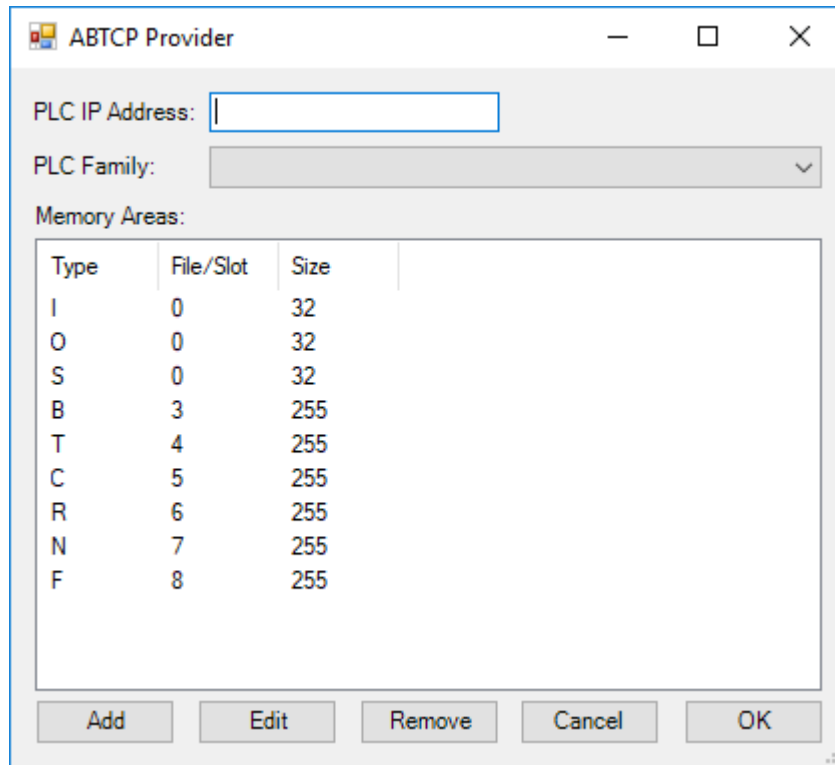 ABTCP Provider
PLC IP Address:
PLC Family:
Memory Areas:
Type File/Slot Size
I 0 32
O 0 32
S 0 32
B 3 255
T 4 255
C 5 255
R 6 255
N 7 255
F 8 255
Add Edit Remove Cancel OK